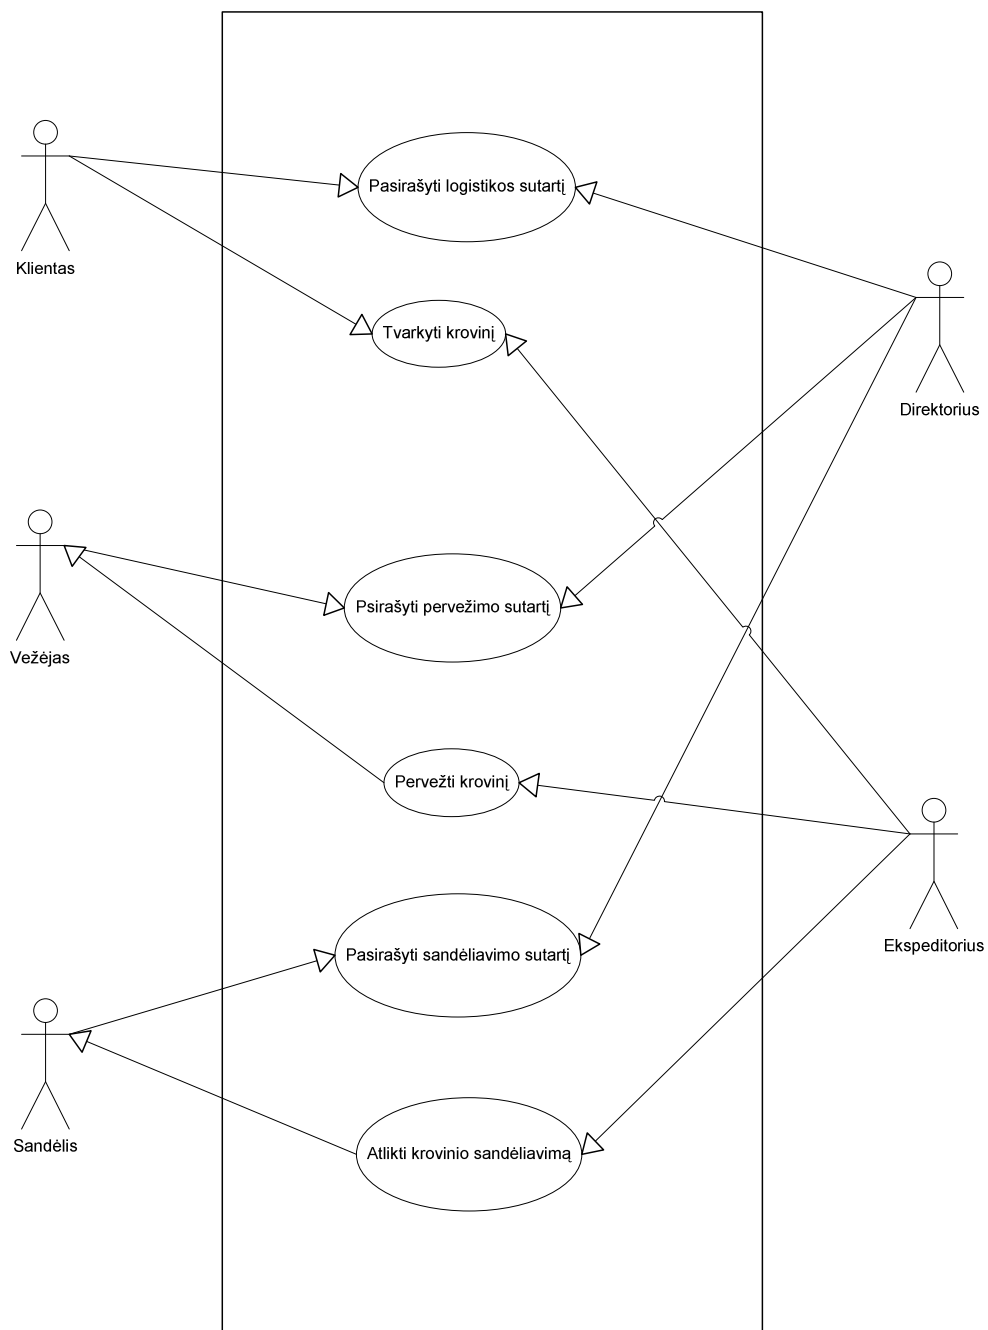 Pasirašyti logistikos sutartį
Klientas
Tvarkyti krovinį
Direktorius
Psirašyti pervežimo sutartį
Vežėjas
Pervežti krovinį
Ekspeditorius
Pasirašyti sandėliavimo sutartį
Sandėlis
Atlikti krovinio sandėliavimą